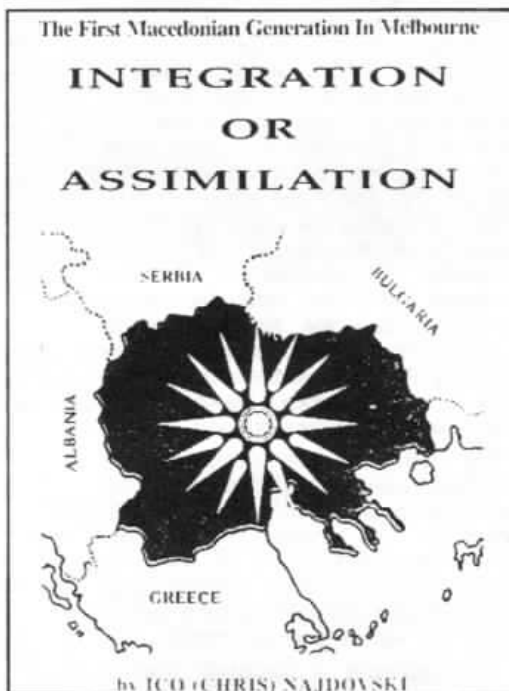 The First Macedonian Generation In Melbourne
INTEGRATION
OR
ASSIMILATION
SERBIA
BULGARIA
ALBANIA
GREECE
by ICO (CHRIS) NAJDOVSKI